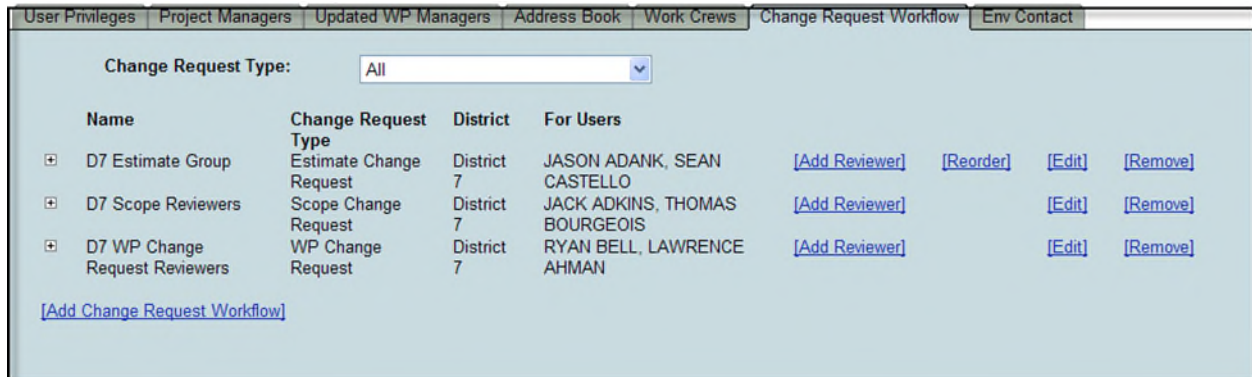 User Privileges Project Managers Updated WP Managers Address Book Work Crews Change Request Workflow Env Contact
Change Request Type: All
Name Change Request District For Users
Type
D7 Estimate Group Estimate Change District JASON ADANK, SEAN [Add Reviewer] [Reorder] [Edit] [Remove]
Request 7 CASTELLO
D7 Scope Reviewers Scope Change District JACK ADKINS, THOMAS [Add Reviewer] [Edit] [Remove]
Request 7 BOURGEOIS
D7 WP Change WP Change District RYAN BELL, LAWRENCE [Add Reviewer] [Edit] [Remove]
Request Reviewers Request 7 AHMAN
[Add Change Request Workflow]